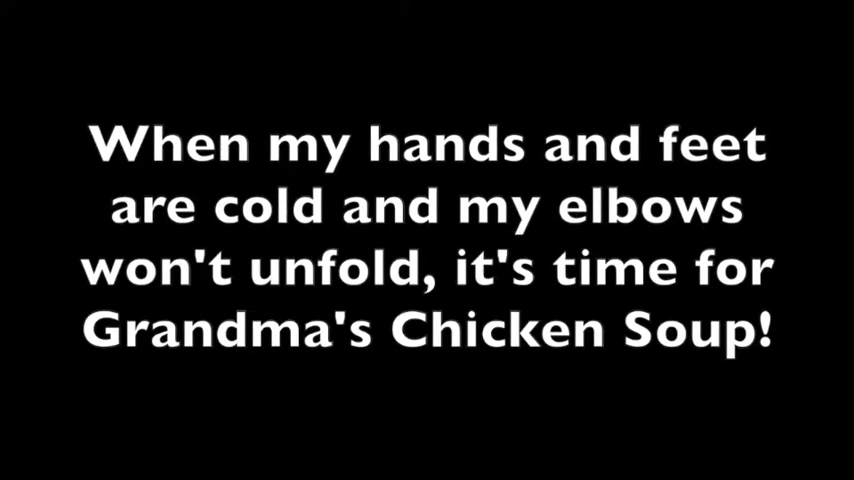 When my hands and feet
are cold and my elbows
won't unfold, it's time for
Grandma's Chicken Soup!